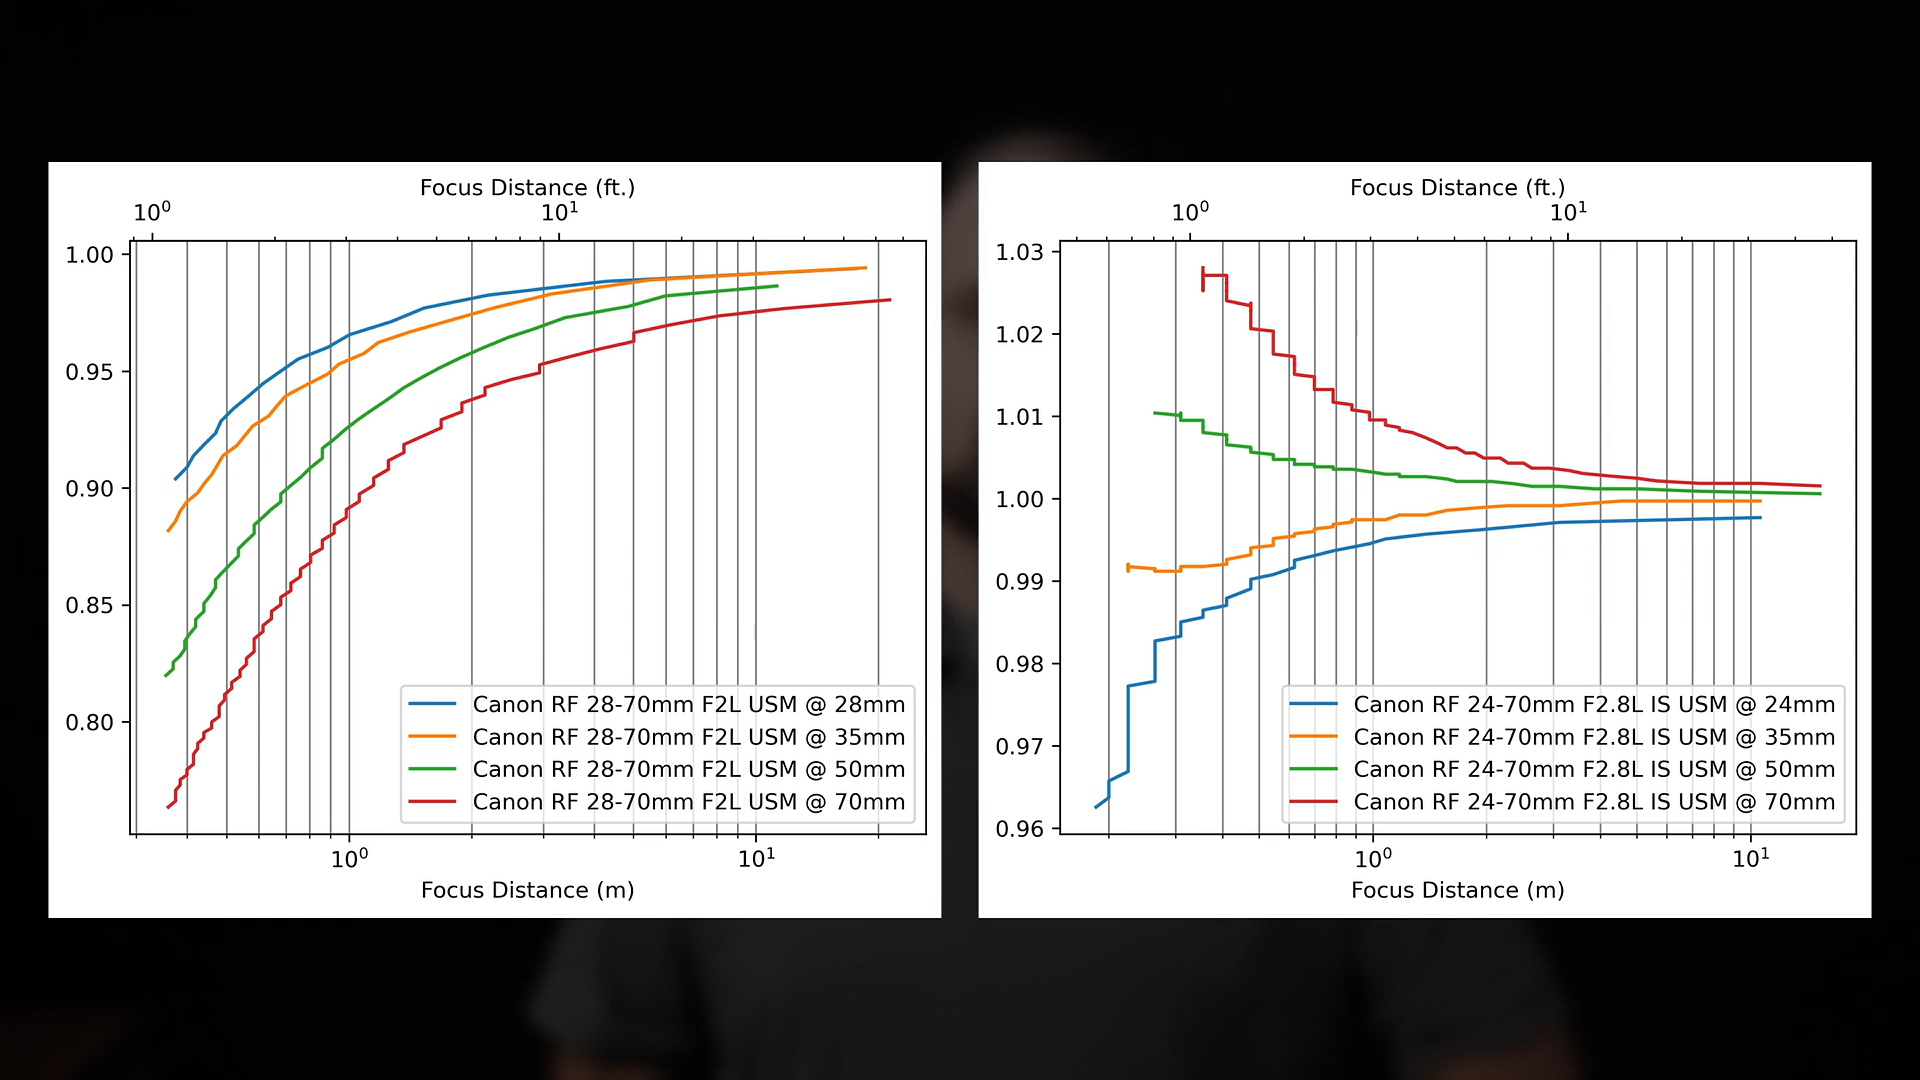 Focus Distance (ft.)
10⁰ 10¹
1.00
0.95
0.90
0.85
0.80
Canon RF 28-70mm F2L USM @ 28mm
Canon RF 28-70mm F2L USM @ 35mm
Canon RF 28-70mm F2L USM @ 50mm
Canon RF 28-70mm F2L USM @ 70mm
10⁰ 10¹
Focus Distance (m)
Focus Distance (ft.)
10⁰ 10¹
1.03
1.02
1.01
1.00
0.99
0.98
0.97
0.96
Canon RF 24-70mm F2.8L IS USM @ 24mm
Canon RF 24-70mm F2.8L IS USM @ 35mm
Canon RF 24-70mm F2.8L IS USM @ 50mm
Canon RF 24-70mm F2.8L IS USM @ 70mm
10⁰ 10¹
Focus Distance (m)